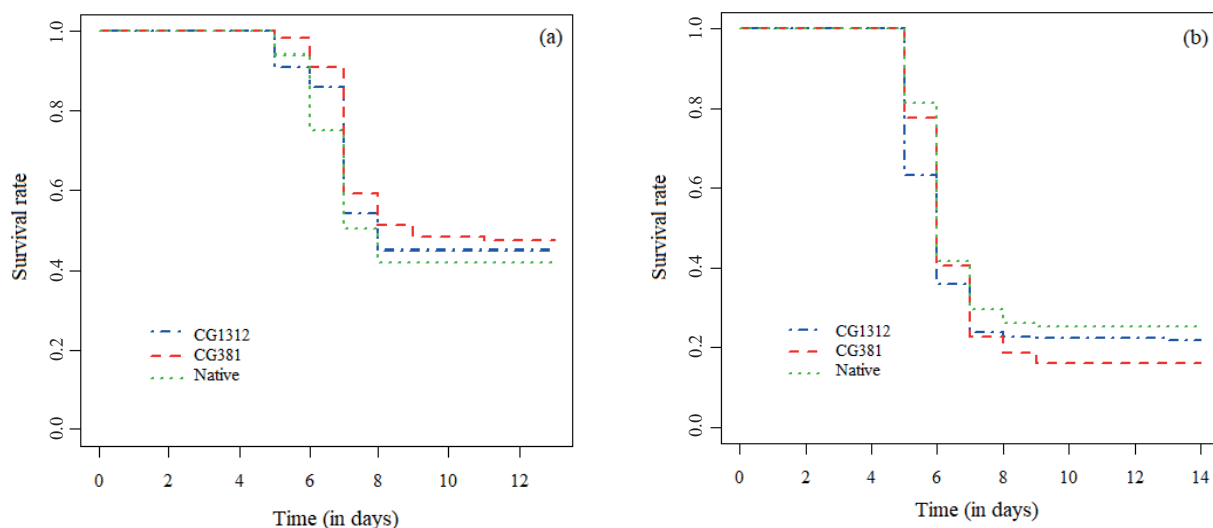 (a)
1.0
0.8
0.6
0.4
0.2
0.0
Survival rate
CG1312
CG381
Native
0 2 4 6 8 10 12
Time (in days)
(b)
1.0
0.8
0.6
0.4
0.2
0.0
Survival rate
CG1312
CG381
Native
0 2 4 6 8 10 12 14
Time (in days)